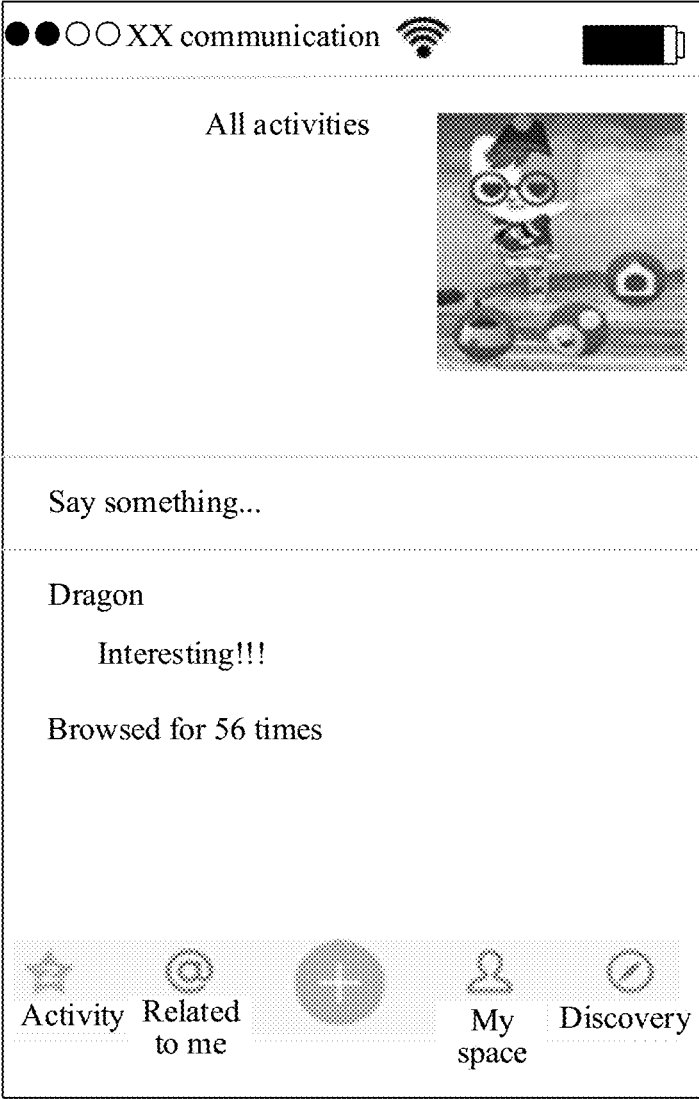 XX communication
All activities
Say something...
Dragon
Interesting!!!
Browsed for 56 times
Activity
Related
to me
My
space
Discovery